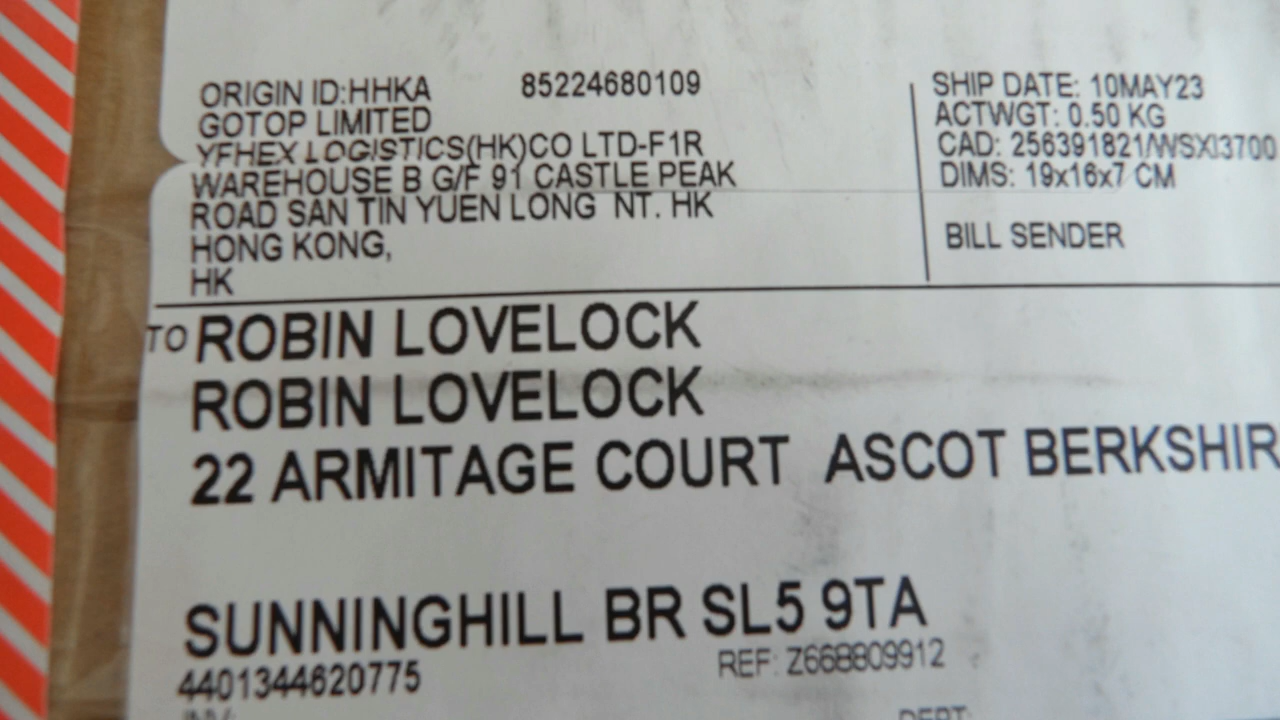 ORIGIN ID:HHKA 85224680109
GOTOP LIMITED
YFHEX LOGISTICS(HK)CO LTD-F1R
WAREHOUSE B G/F 91 CASTLE PEAK
ROAD SAN TIN YUEN LONG NT. HK
HONG KONG,
HK
SHIP DATE: 10MAY23
ACTWGT: 0.50 KG
CAD: 256391821/WSXI3700
DIMS: 19x16x7 CM
BILL SENDER
TO ROBIN LOVELOCK
ROBIN LOVELOCK
22 ARMITAGE COURT ASCOT BERKSHIR
SUNNINGHILL BR SL5 9TA
4401344620775
REF: Z668809912
INV:
DEPT: